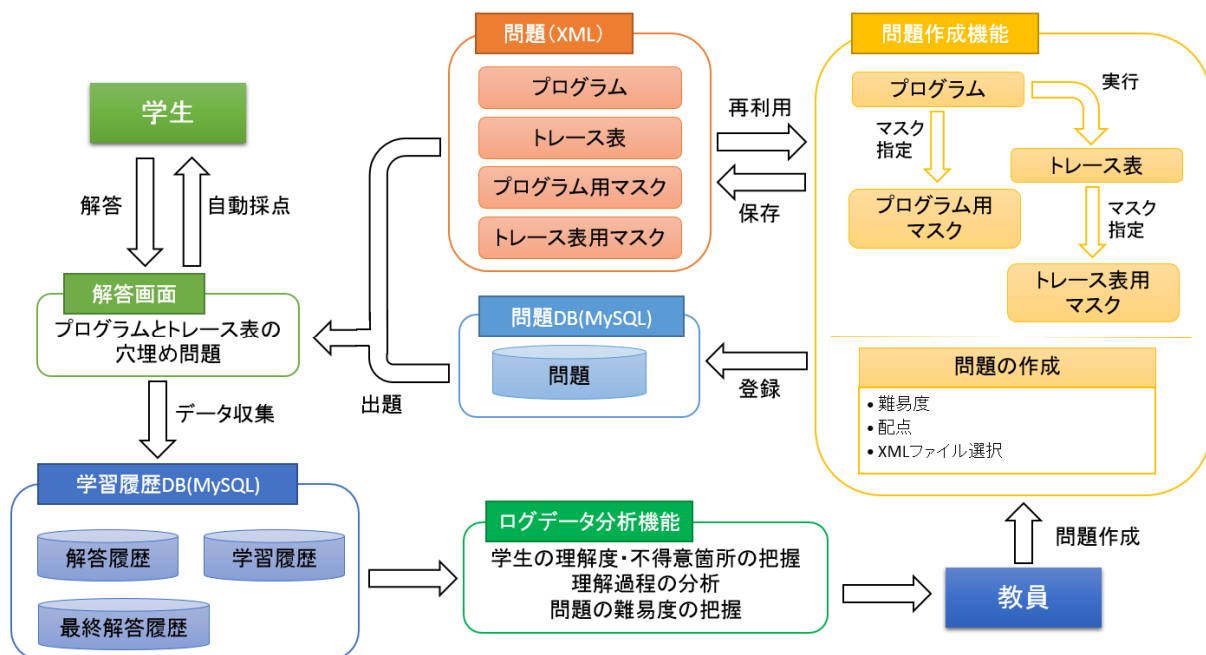 学生
解答
自動採点
解答画面
プログラムとトレース表の
穴埋め問題
データ収集
学習履歴DB(MySQL)
解答履歴
学習履歴
最終解答履歴
問題(XML)
プログラム
トレース表
プログラム用マスク
トレース表用マスク
再利用
保存
問題DB(MySQL)
問題
出題
登録
問題作成機能
プログラム
実行
マスク
指定
トレース表
プログラム用
マスク
マスク
指定
トレース表用
マスク
問題の作成
• 難易度
• 配点
• XMLファイル選択
ログデータ分析機能
学生の理解度・不得意箇所の把握
理解過程の分析
問題の難易度の把握
問題作成
教員